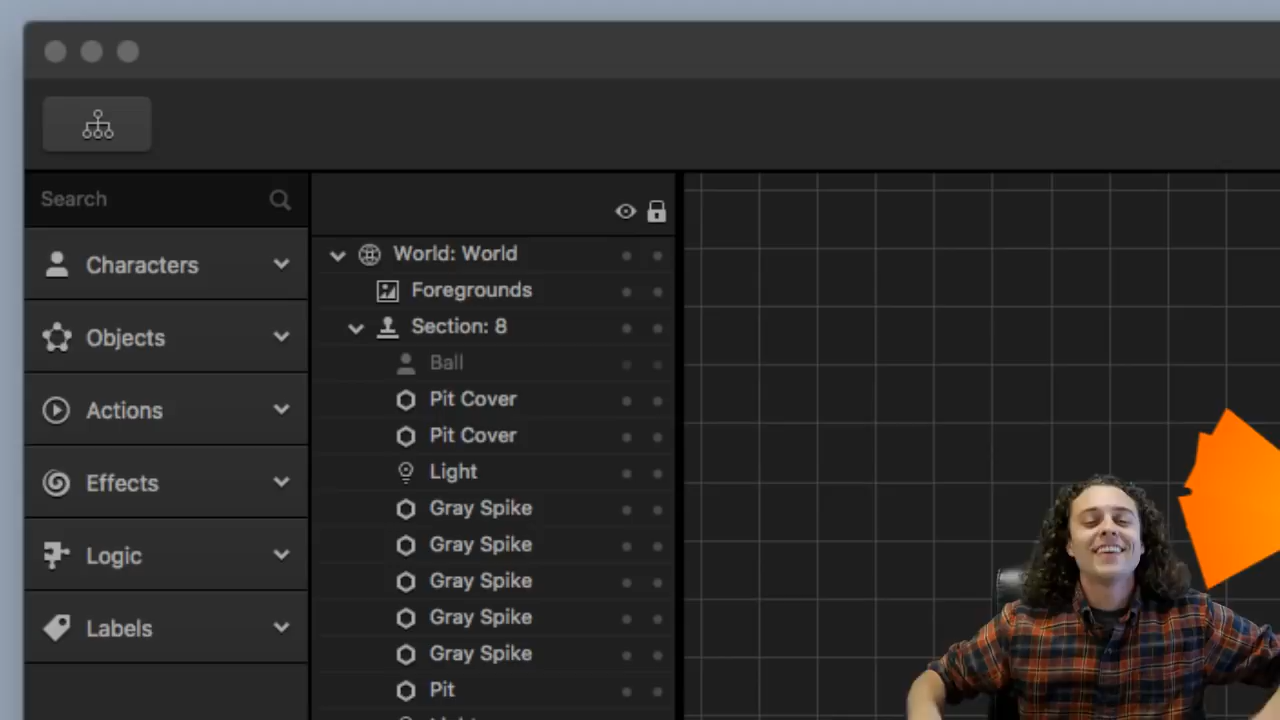 Search
Characters
Objects
Actions
Effects
Logic
Labels
World: World
Foregrounds
Section: 8
Ball
Pit Cover
Pit Cover
Light
Gray Spike
Gray Spike
Gray Spike
Gray Spike
Gray Spike
Pit